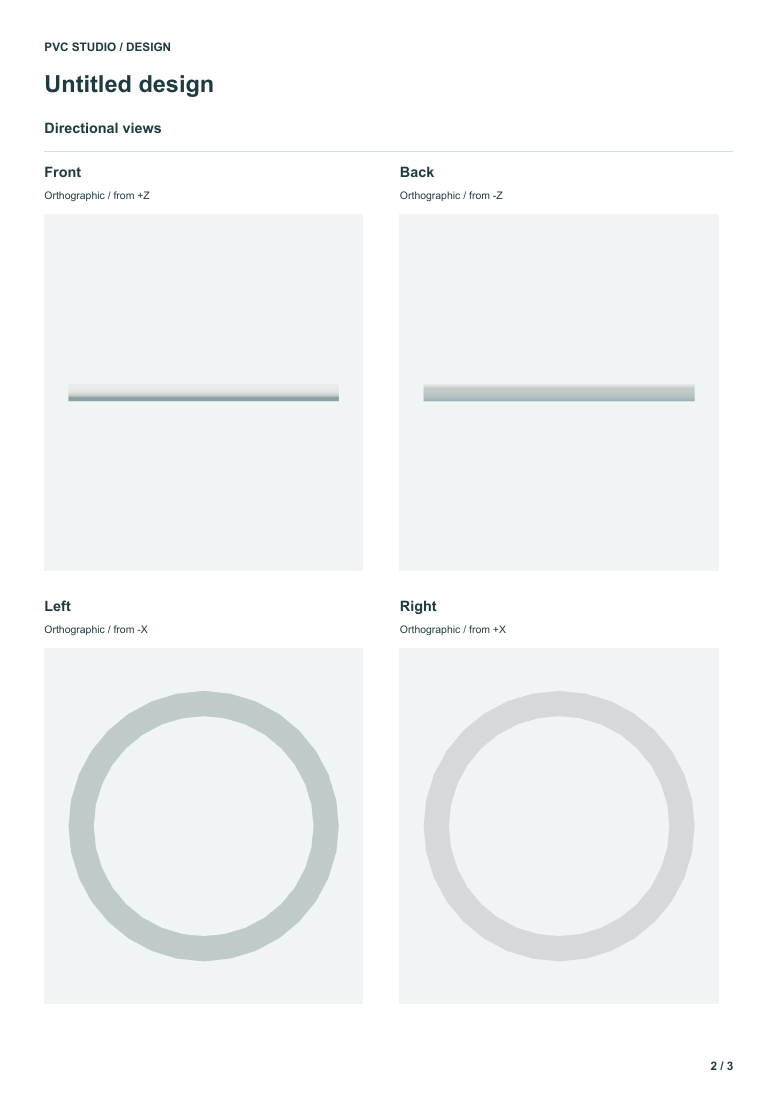 PVC STUDIO / DESIGN
Untitled design
Directional views
Front
Orthographic / from +Z
Back
Orthographic / from -Z
Left
Orthographic / from -X
Right
Orthographic / from +X
2 / 3